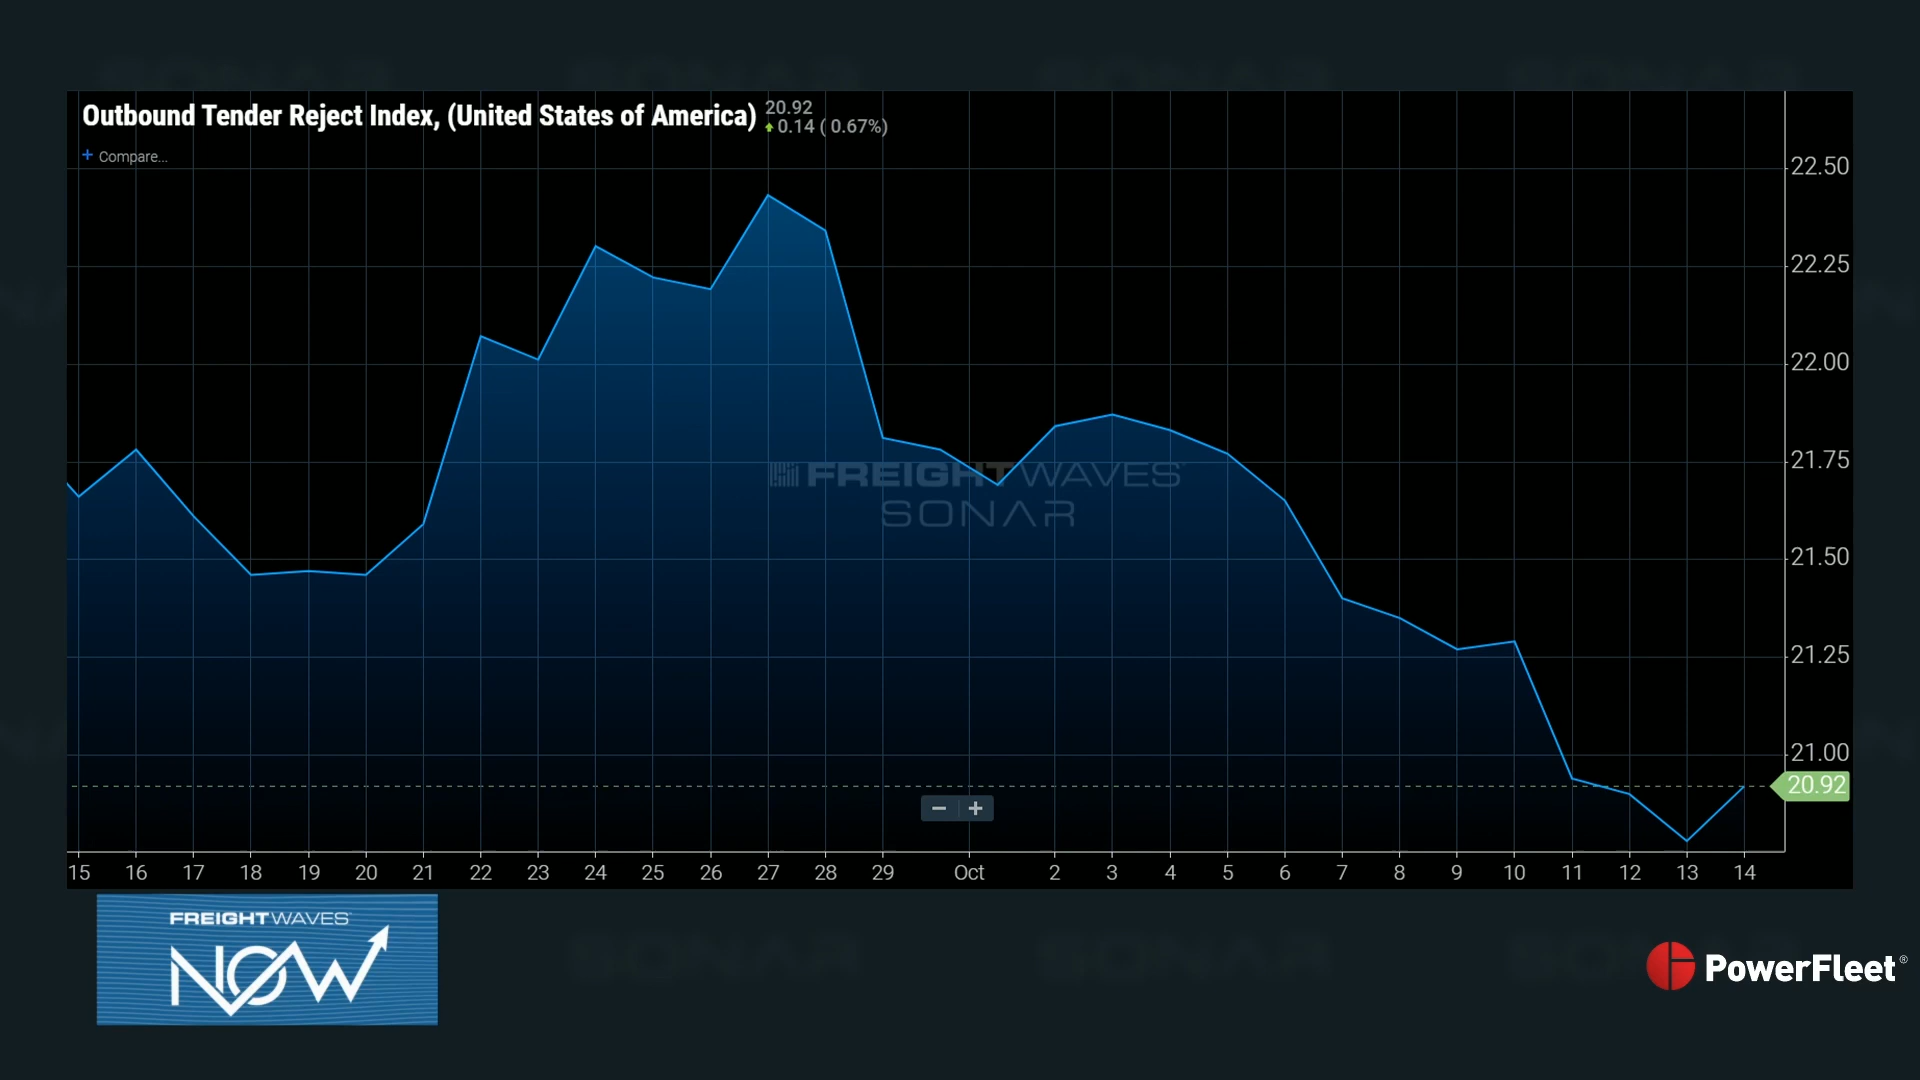 Outbound Tender Reject Index, (United States of America) 20.92
0.14 ( 0.67%)
+ Compare...
22.50
22.25
22.00
21.75
21.50
21.25
21.00
20.92
FREIGHTWAVES
SONAR
− +
15 16 17 18 19 20 21 22 23 24 25 26 27 28 29 Oct 2 3 4 5 6 7 8 9 10 11 12 13 14
FREIGHTWAVES
NOW
PowerFleet®